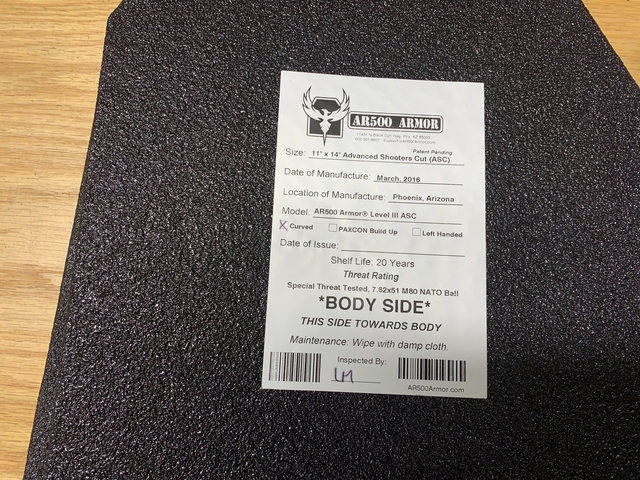 AR500 ARMOR
Patent Pending
Size: 11" x 14" Advanced Shooters Cut (ASC)
Date of Manufacture: March, 2016
Location of Manufacture: Phoenix, Arizona
Model: AR500 Armor® Level III ASC
X Curved PAXCON Build Up Left Handed
Date of Issue:
Shelf Life: 20 Years
Threat Rating
Special Threat Tested, 7.62x51 M80 NATO Ball
*BODY SIDE*
THIS SIDE TOWARDS BODY
Maintenance: Wipe with damp cloth.
Inspected By:
LM
AR500Armor.com